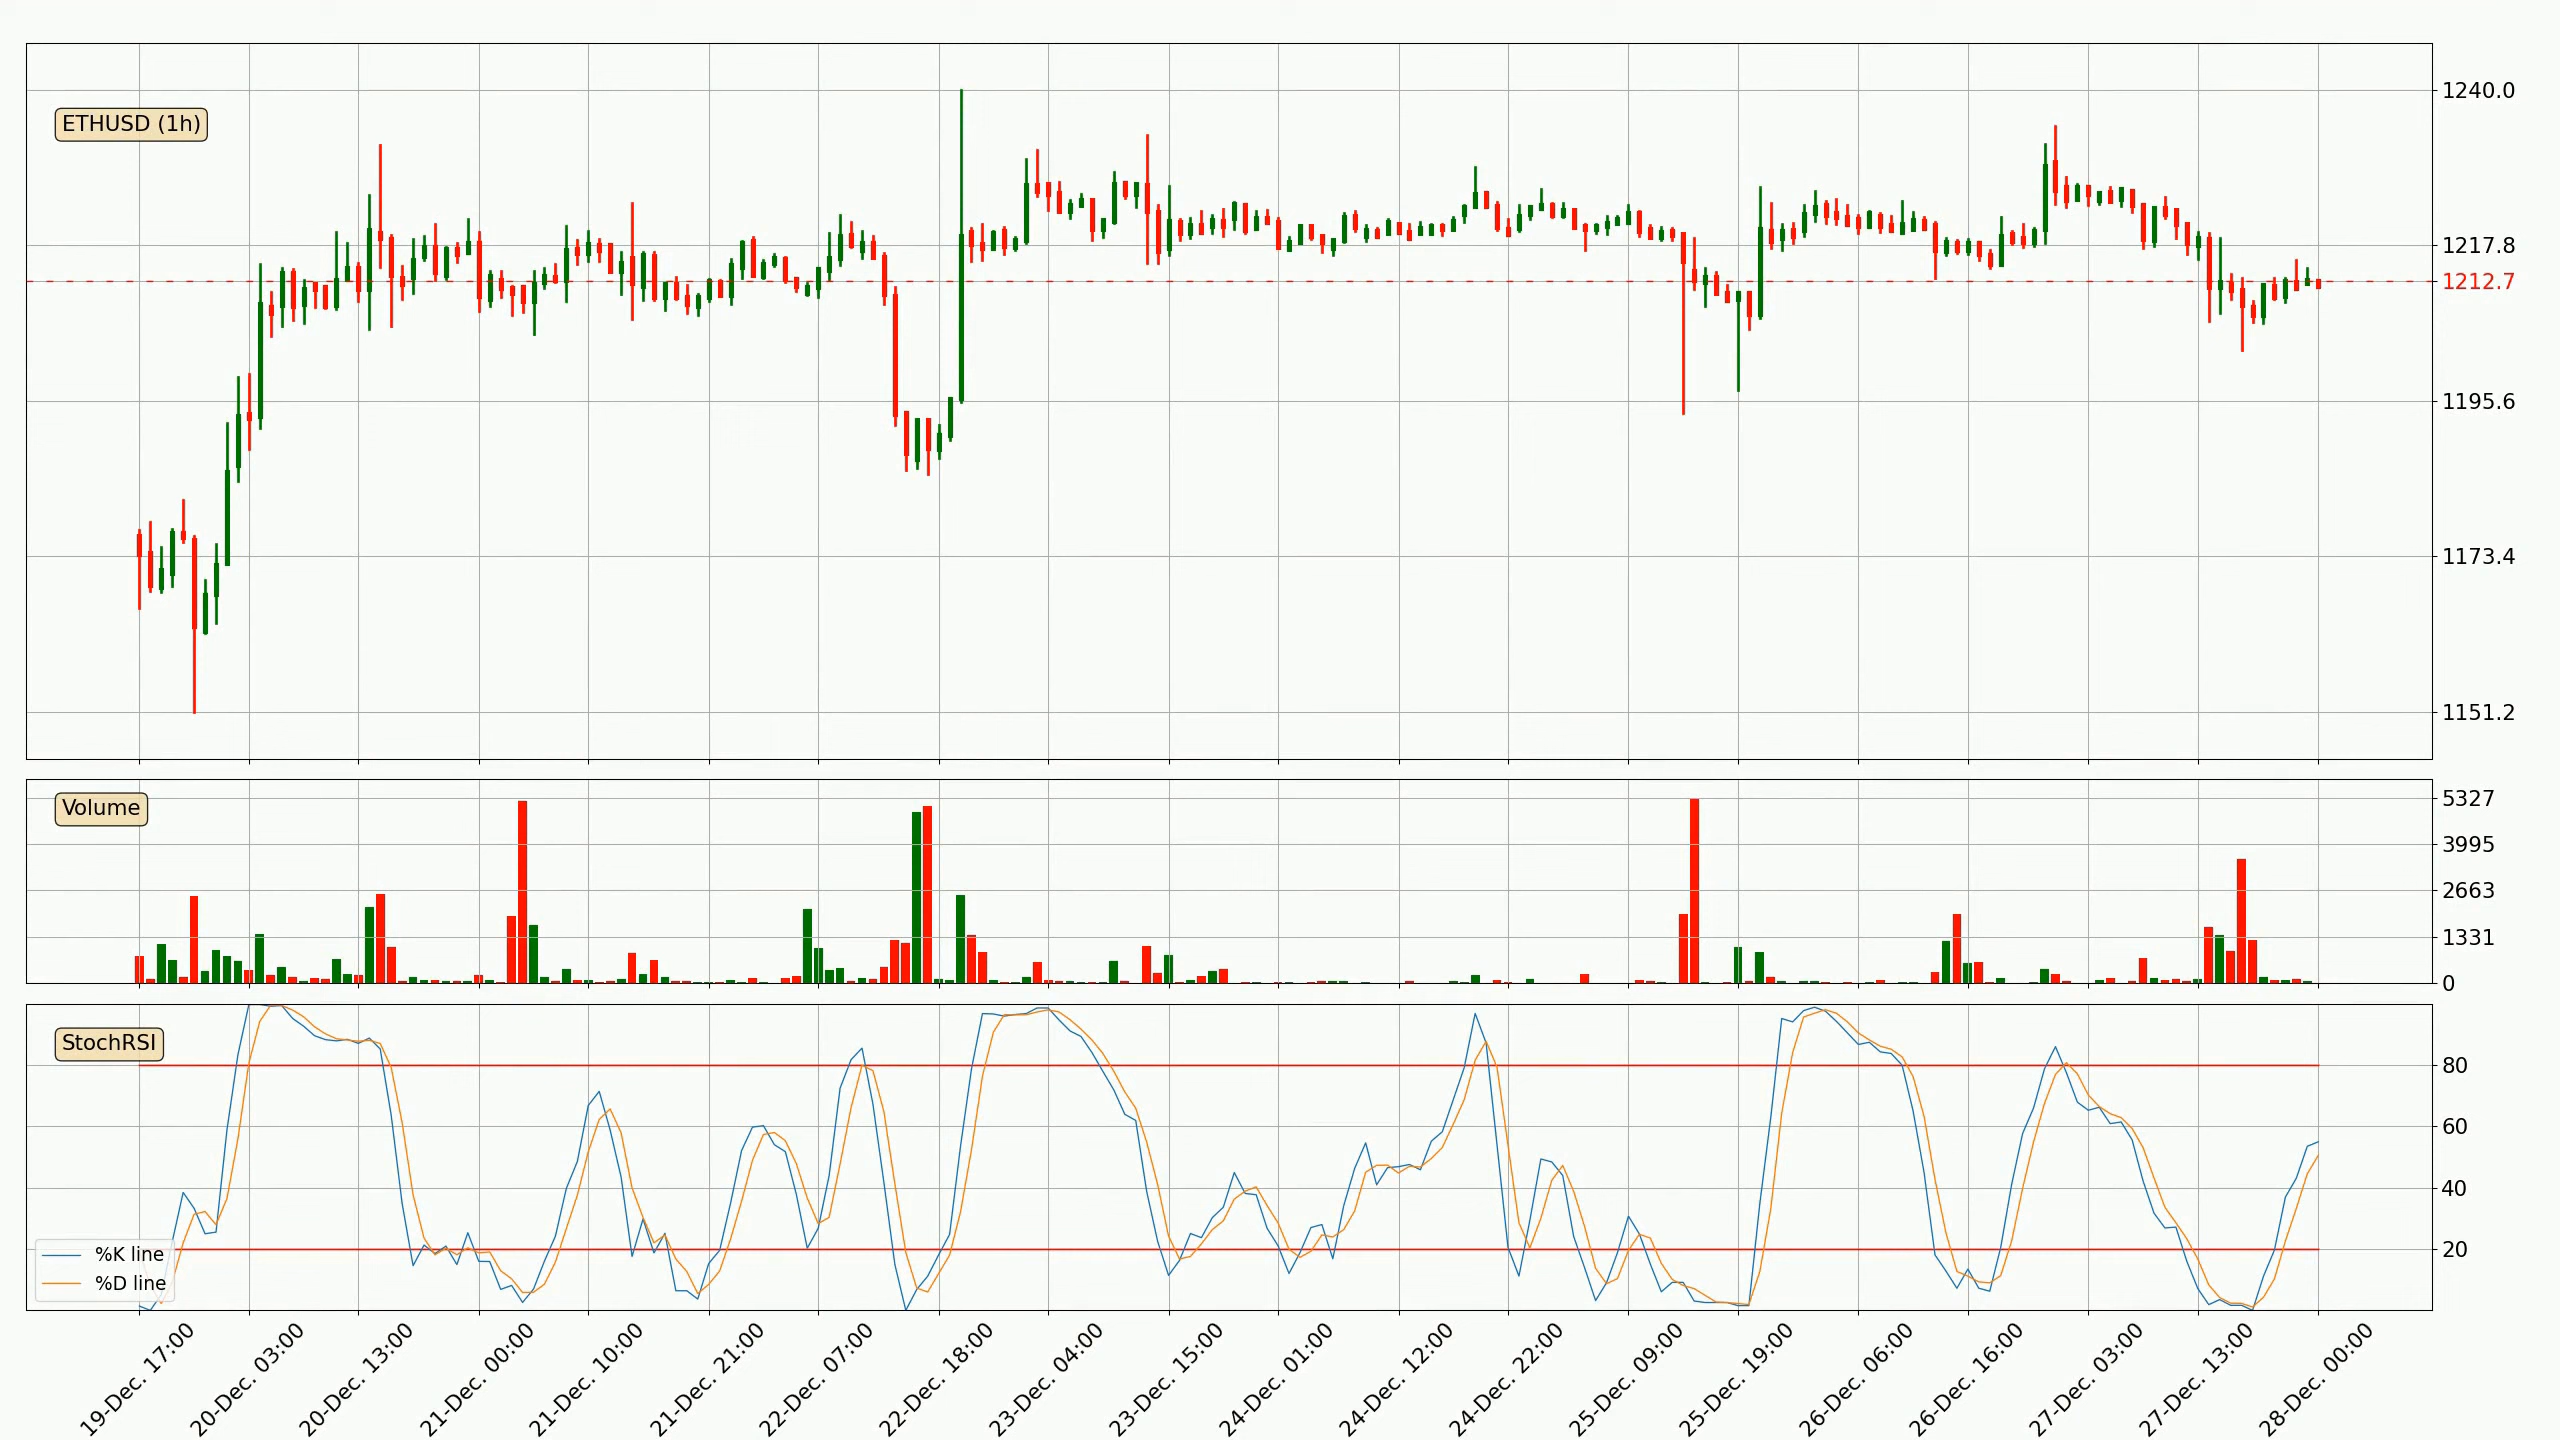 ETHUSD (1h)
1240.0
1217.8
1212.7
1195.6
1173.4
1151.2
Volume
5327
3995
2663
1331
0
StochRSI
80
60
40
20
%K line
%D line
19-Dec. 17:00
20-Dec. 03:00
20-Dec. 13:00
21-Dec. 00:00
21-Dec. 10:00
21-Dec. 21:00
22-Dec. 07:00
22-Dec. 18:00
23-Dec. 04:00
23-Dec. 15:00
24-Dec. 01:00
24-Dec. 12:00
24-Dec. 22:00
25-Dec. 09:00
25-Dec. 19:00
26-Dec. 06:00
26-Dec. 16:00
27-Dec. 03:00
27-Dec. 13:00
28-Dec. 00:00